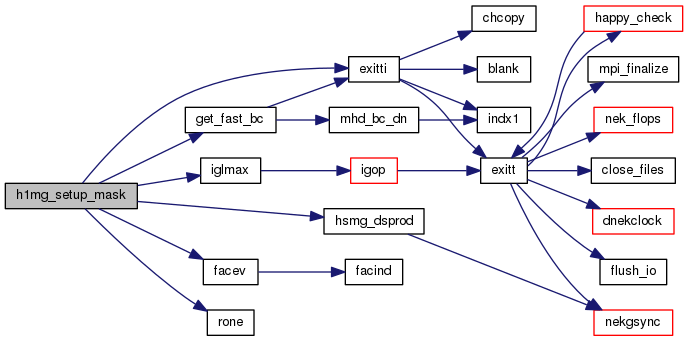 h1mg_setup_mask
exitti
get_fast_bc
iglmax
hsmg_dsprod
facev
rone
chcopy
blank
mhd_bc_dn
indx1
igop
exitt
facind
happy_check
mpi_finalize
nek_flops
close_files
dnekclock
flush_io
nekgsync